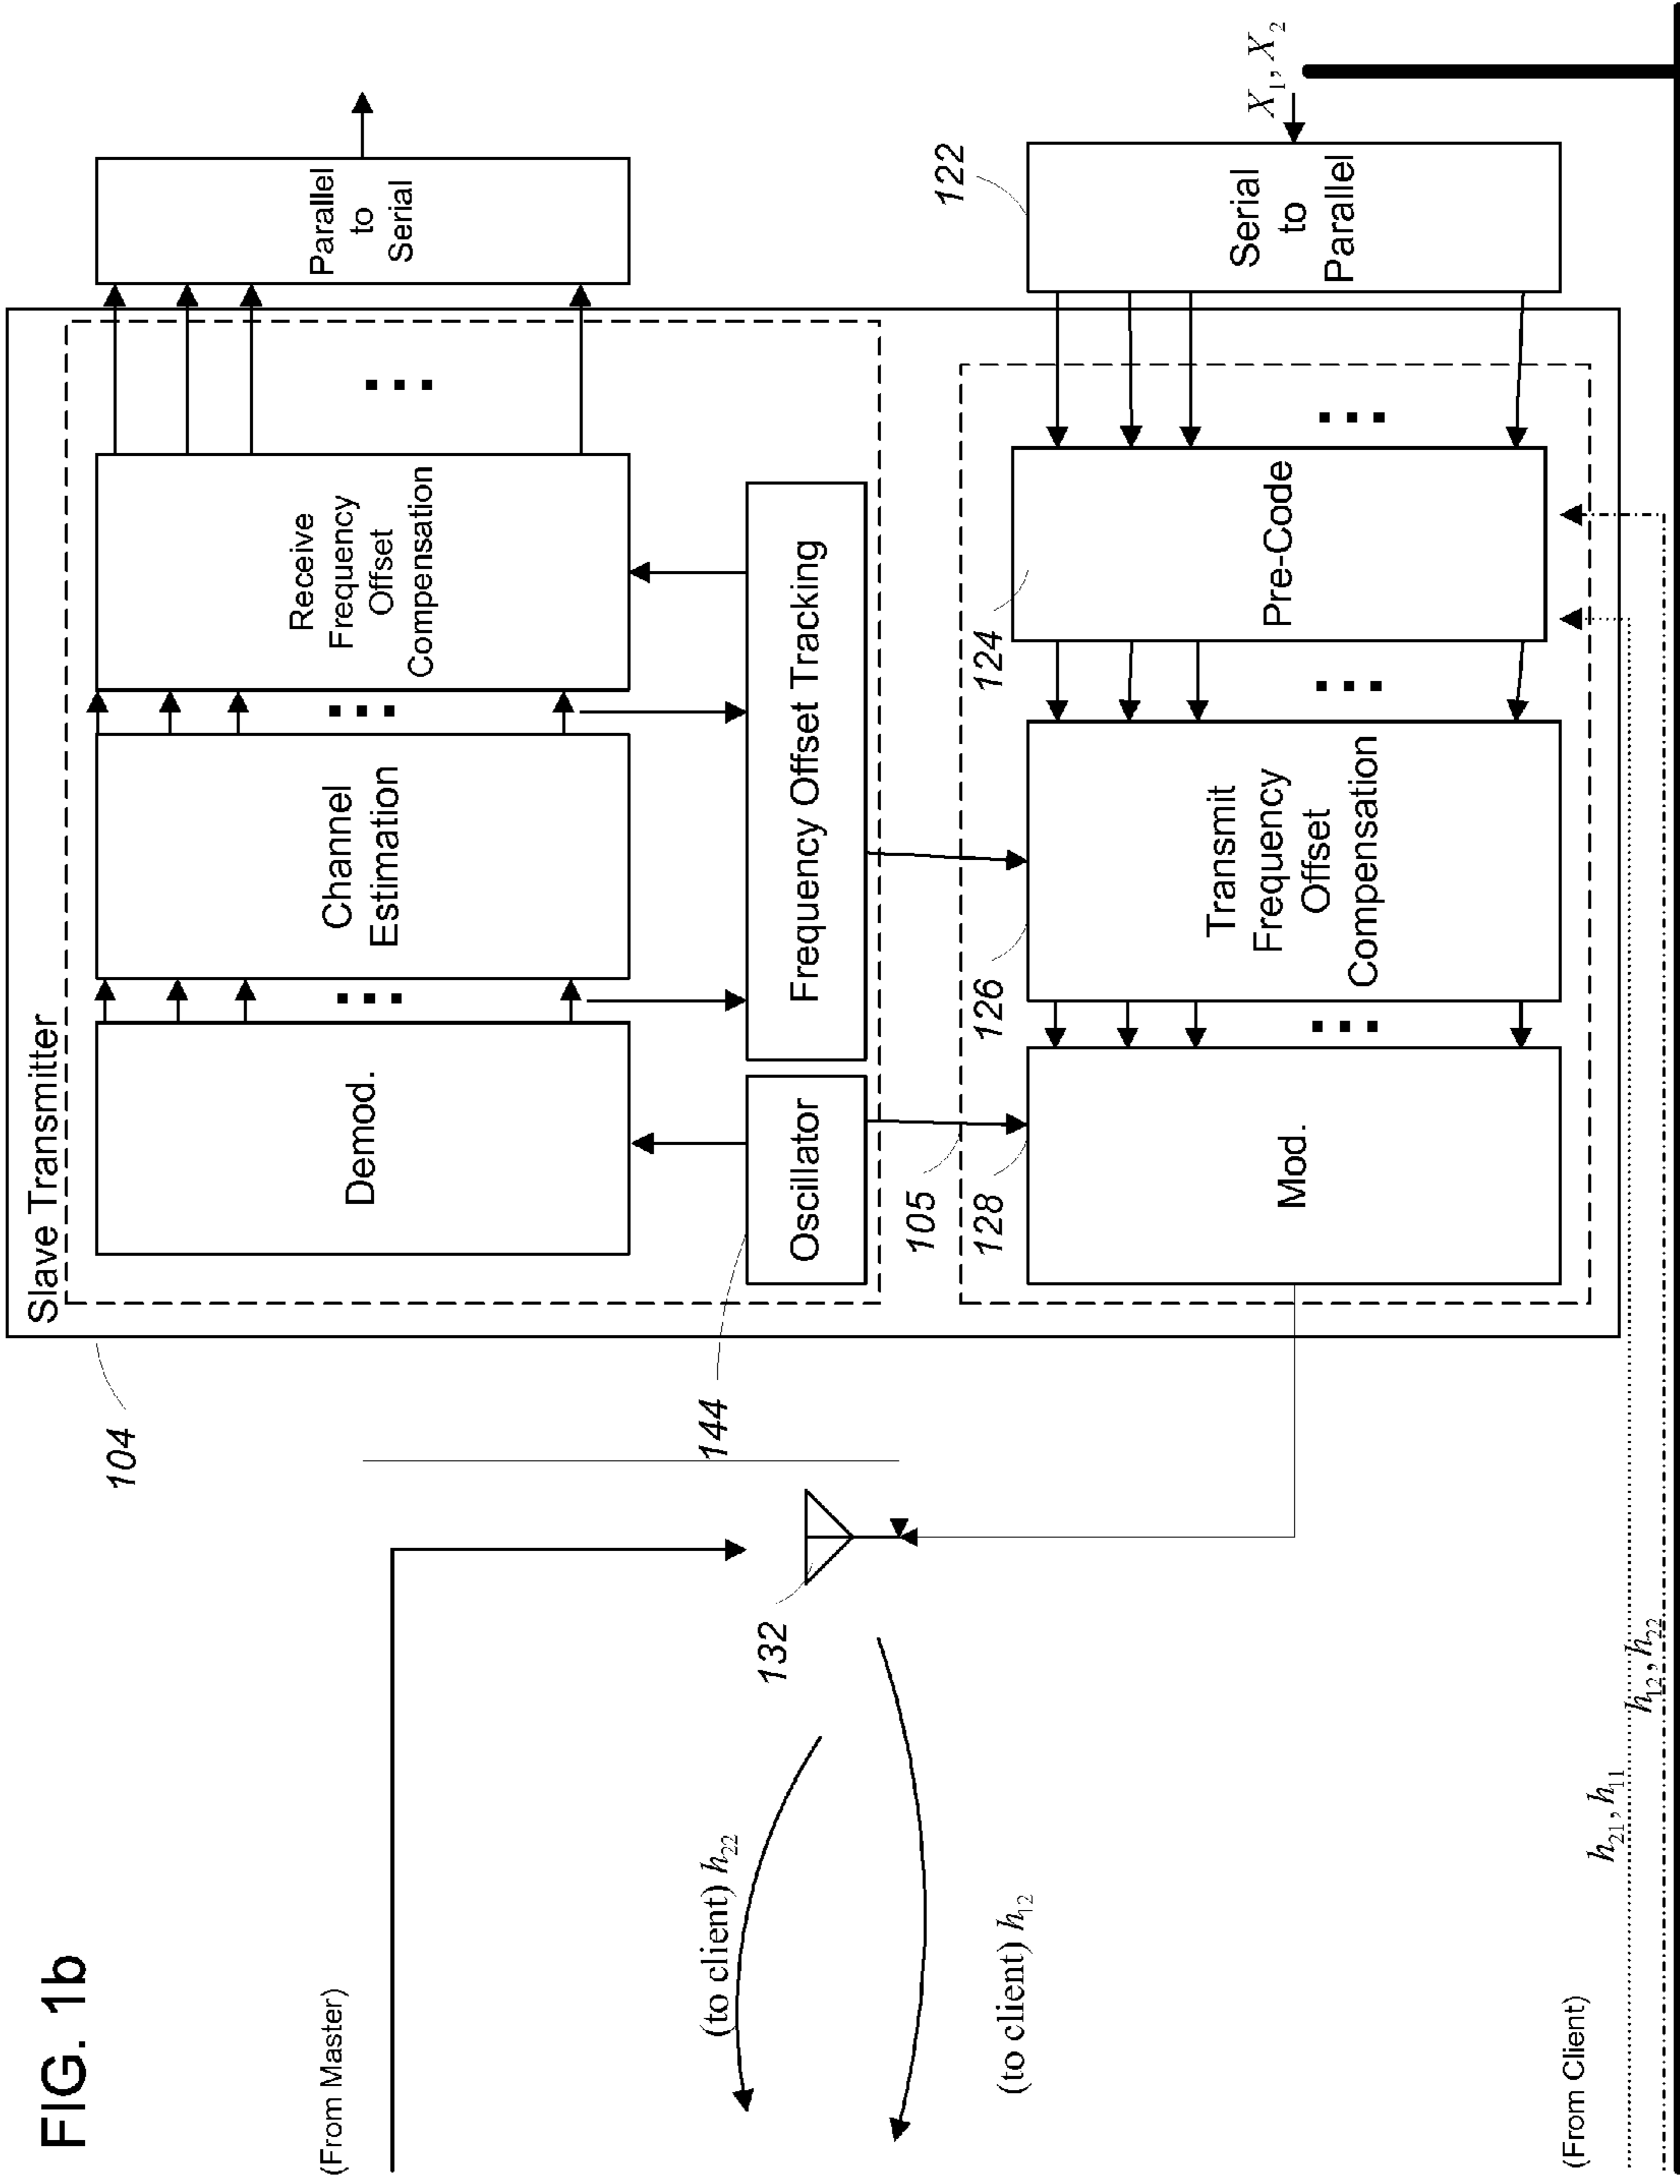 FIG. 1b
(From Master)
104
Slave Transmitter
Demod.
Channel
Estimation
Receive
Frequency
Offset
Compensation
Parallel
to
Serial
144
Oscillator
Frequency Offset Tracking
132
(to client) h₂₂
(to client) h₁₂
105
128
126
124
122
Mod.
Transmit
Frequency
Offset
Compensation
Pre-Code
Serial
to
Parallel
X₁, X₂
(From Client)
h₂₁, h₁₁
h₁₂, h₂₂